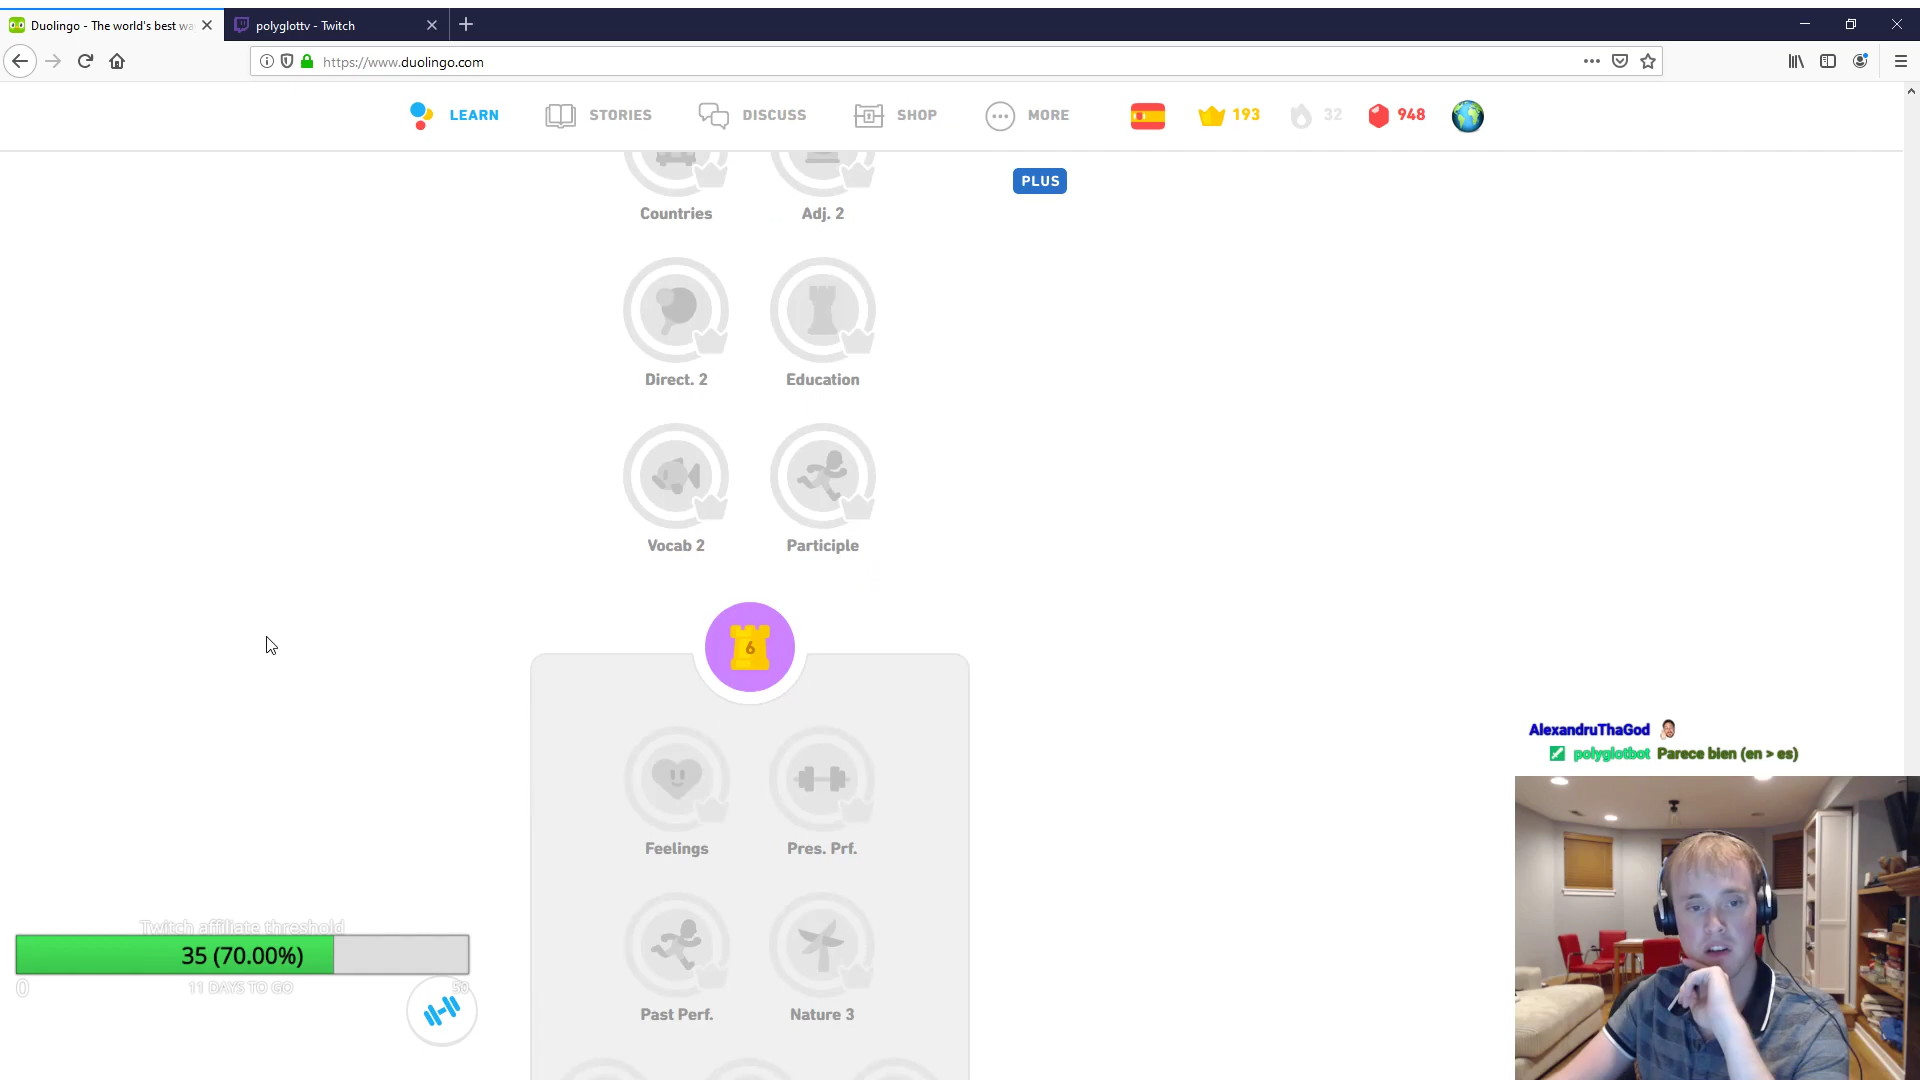 Duolingo - The world's best wa
polyglottv - Twitch
https://www.duolingo.com
LEARN
STORIES
DISCUSS
SHOP
MORE
193
32
948
PLUS
Countries
Adj. 2
Direct. 2
Education
Vocab 2
Participle
6
Feelings
Pres. Prf.
Past Perf.
Nature 3
Twitch affiliate threshold
35 (70.00%)
0
11 DAYS TO GO
50
AlexandruThaGod
polyglotbot Parece bien (en > es)